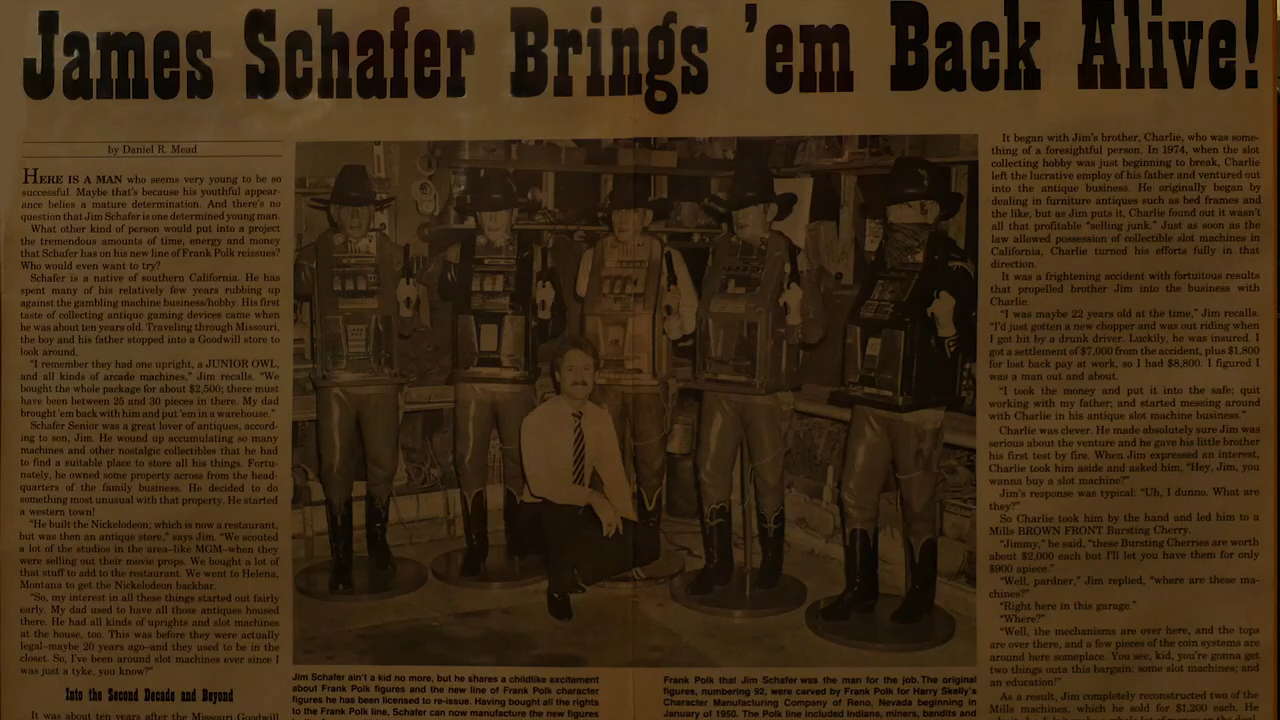 James Schafer Brings 'em Back Alive!
by Daniel R. Mead
HERE IS A MAN who seems very young to be so
successful. Maybe that's because his youthful appear-
ance belies a mature determination. And there's no
question that Jim Schafer is one determined young man.
What other kind of person would put into a project
the tremendous amounts of time, energy and money
that Schafer has on his new line of Frank Polk reissues?
Who would even want to try?
Schafer is a native of southern California. He has
spent many of his relatively few years rubbing up
against the gambling machine business/hobby. His first
taste of collecting antique gaming devices came when
he was about ten years old. Traveling through Missouri,
the boy and his father stopped into a Goodwill store to
look around.
"I remember they had one upright, a JUNIOR OWL,
and all kinds of arcade machines," Jim recalls. "We
bought the whole package for about $2,500; there must
have been between 25 and 30 pieces in there. My dad
brought 'em back with him and put 'em in a warehouse."
Schafer Senior was a great lover of antiques, accord-
ing to son, Jim. He wound up accumulating so many
machines and other nostalgic collectibles that he had
to find a suitable place to store all his things. Fortu-
nately, he owned some property across from the head-
quarters of the family business. He decided to do
something most unusual with that property. He started
a western town!
"He built the Nickelodeon; which is now a restaurant,
but was then an antique store," says Jim. "We scouted
a lot of the studios in the area–like MGM–when they
were selling out their movie props. We bought a lot of
that stuff to add to the restaurant. We went to Helena,
Montana to get the Nickelodeon backbar.
"So, my interest in all these things started out fairly
early. My dad used to have all those antiques housed
there. He had all kinds of uprights and slot machines
at the house, too. This was before they were actually
legal–maybe 20 years ago–and they used to be in the
closet. So, I've been around slot machines ever since I
was just a tyke, you know?"
Into the Second Decade and Beyond
It was about ten years after the Missouri Goodwill
Jim Schafer ain't a kid no more, but he shares a childlike excitement
about Frank Polk figures and the new line of Frank Polk character
figures he has been licensed to re-issue. Having bought all the rights
to the Frank Polk line, Schafer can now manufacture the new figures
Frank Polk that Jim Schafer was the man for the job. The original
figures, numbering 92, were carved by Frank Polk for Harry Skelly's
Character Manufacturing Company of Reno, Nevada beginning in
January of 1950. The Polk line included Indians, miners, bandits and
It began with Jim's brother, Charlie, who was some-
thing of a foresightful person. In 1974, when the slot
collecting hobby was just beginning to break, Charlie
left the lucrative employ of his father and ventured out
into the antique business. He originally began by
dealing in furniture antiques such as bed frames and
the like, but as Jim puts it, Charlie found out it wasn't
all that profitable "selling junk." Just as soon as the
law allowed possession of collectible slot machines in
California, Charlie turned his efforts fully in that
direction.
It was a frightening accident with fortuitous results
that propelled brother Jim into the business with
Charlie.
"I was maybe 22 years old at the time," Jim recalls.
"I'd just gotten a new chopper and was out riding when
I got hit by a drunk driver. Luckily, he was insured. I
got a settlement of $7,000 from the accident, plus $1,800
for lost back pay at work, so I had $8,800. I figured I
was a man out and about.
"I took the money and put it into the safe; quit
working with my father; and started messing around
with Charlie in his antique slot machine business."
Charlie was clever. He made absolutely sure Jim was
serious about the venture and he gave his little brother
his first test by fire. When Jim expressed an interest,
Charlie took him aside and asked him, "Hey, Jim, you
wanna buy a slot machine?"
Jim's response was typical: "Uh, I dunno. What are
they?"
So Charlie took him by the hand and led him to a
Mills BROWN FRONT Bursting Cherry.
"Jimmy," he said, "these Bursting Cherries are worth
about $2,000 each but I'll let you have them for only
$900 apiece."
"Well, pardner," Jim replied, "where are these ma-
chines?"
"Right here in this garage."
"Where?"
"Well, the mechanisms are over here, and the tops
are over there, and a few pieces of the coin systems are
around here someplace. You see, kid, you're gonna get
two things outa this bargain: some slot machines; and
an education!"
As a result, Jim completely reconstructed two of the
Mills machines, which he sold for $1,200 each. He